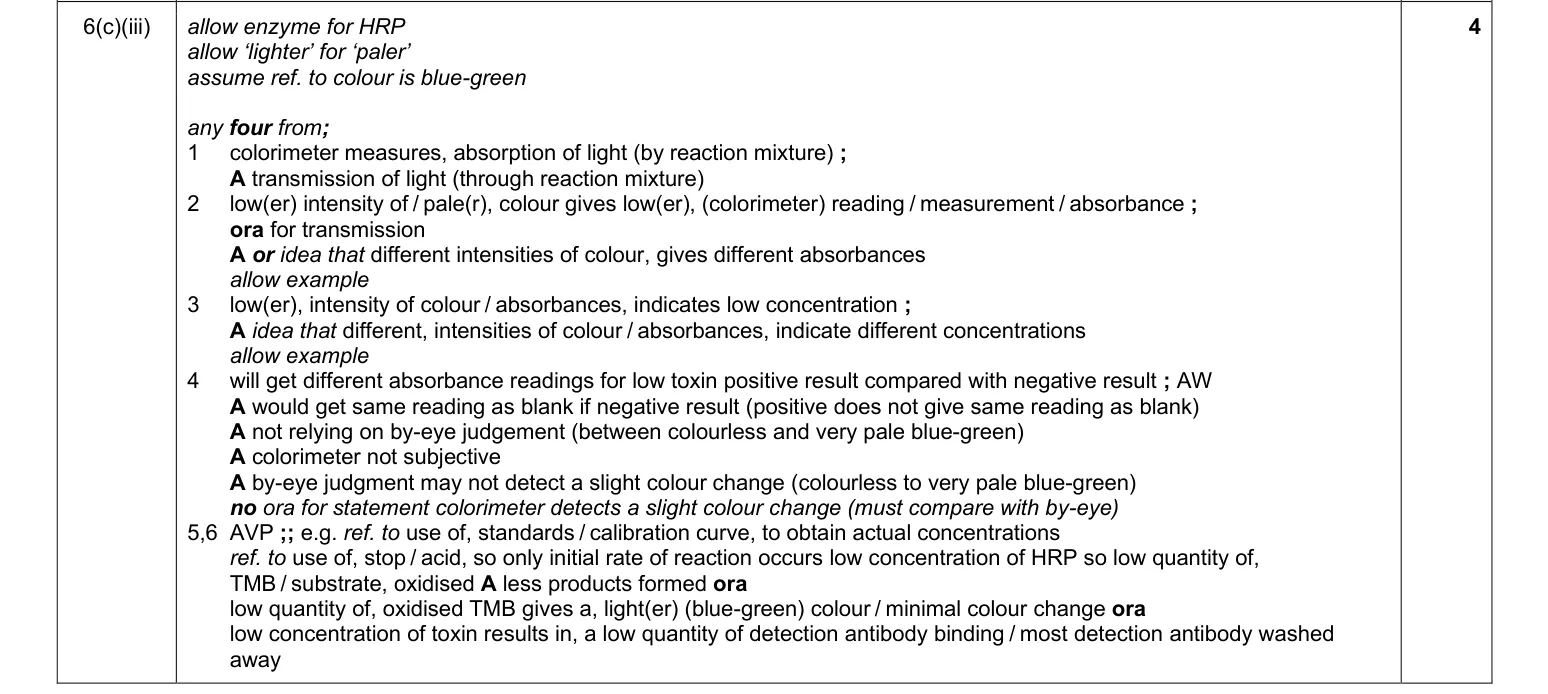 6(c)(iii) allow enzyme for HRP 4
allow ‘lighter’ for ‘paler’
assume ref. to colour is blue-green
any four from;
1 colorimeter measures, absorption of light (by reaction mixture) ;
A transmission of light (through reaction mixture)
2 low(er) intensity of / pale(r), colour gives low(er), (colorimeter) reading / measurement / absorbance ;
ora for transmission
A or idea that different intensities of colour, gives different absorbances
allow example
3 low(er), intensity of colour / absorbances, indicates low concentration ;
A idea that different, intensities of colour / absorbances, indicate different concentrations
allow example
4 will get different absorbance readings for low toxin positive result compared with negative result ; AW
A would get same reading as blank if negative result (positive does not give same reading as blank)
A not relying on by-eye judgement (between colourless and very pale blue-green)
A colorimeter not subjective
A by-eye judgment may not detect a slight colour change (colourless to very pale blue-green)
no ora for statement colorimeter detects a slight colour change (must compare with by-eye)
5,6 AVP ;; e.g. ref. to use of, standards / calibration curve, to obtain actual concentrations
ref. to use of, stop / acid, so only initial rate of reaction occurs low concentration of HRP so low quantity of,
TMB / substrate, oxidised A less products formed ora
low quantity of, oxidised TMB gives a, light(er) (blue-green) colour / minimal colour change ora
low concentration of toxin results in, a low quantity of detection antibody binding / most detection antibody washed
away